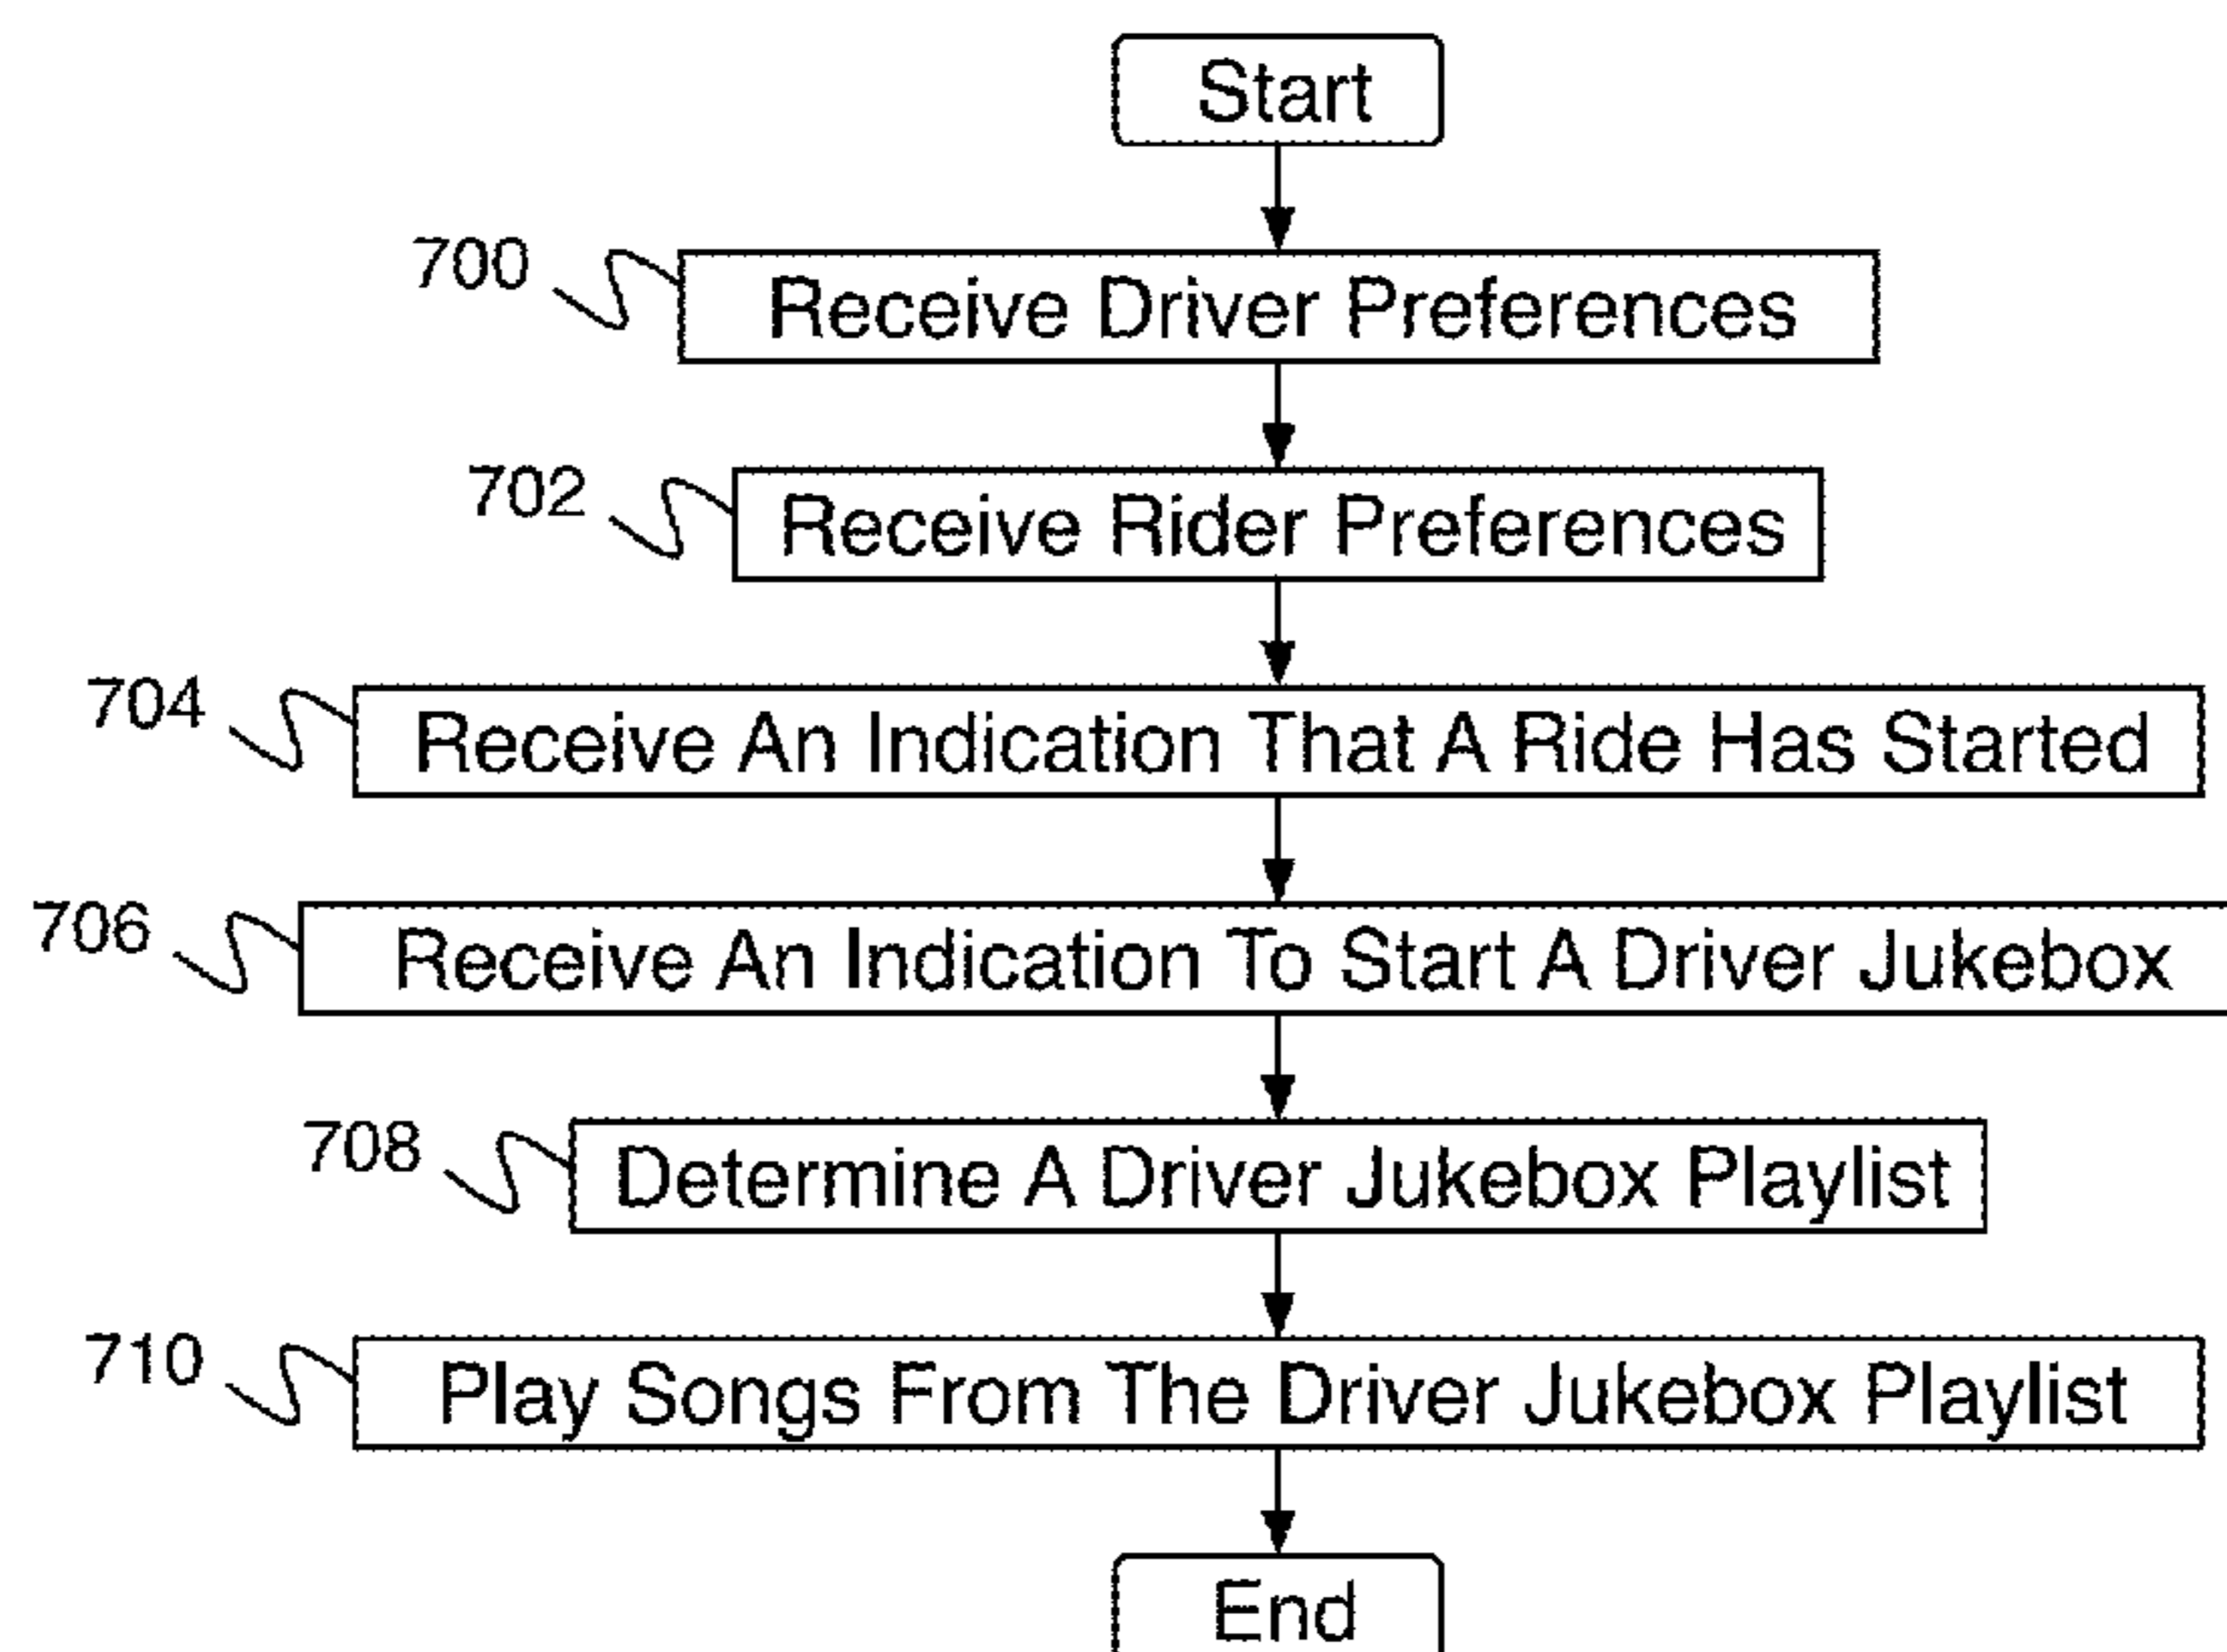 Start
700
Receive Driver Preferences
702
Receive Rider Preferences
704
Receive An Indication That A Ride Has Started
706
Receive An Indication To Start A Driver Jukebox
708
Determine A Driver Jukebox Playlist
710
Play Songs From The Driver Jukebox Playlist
End